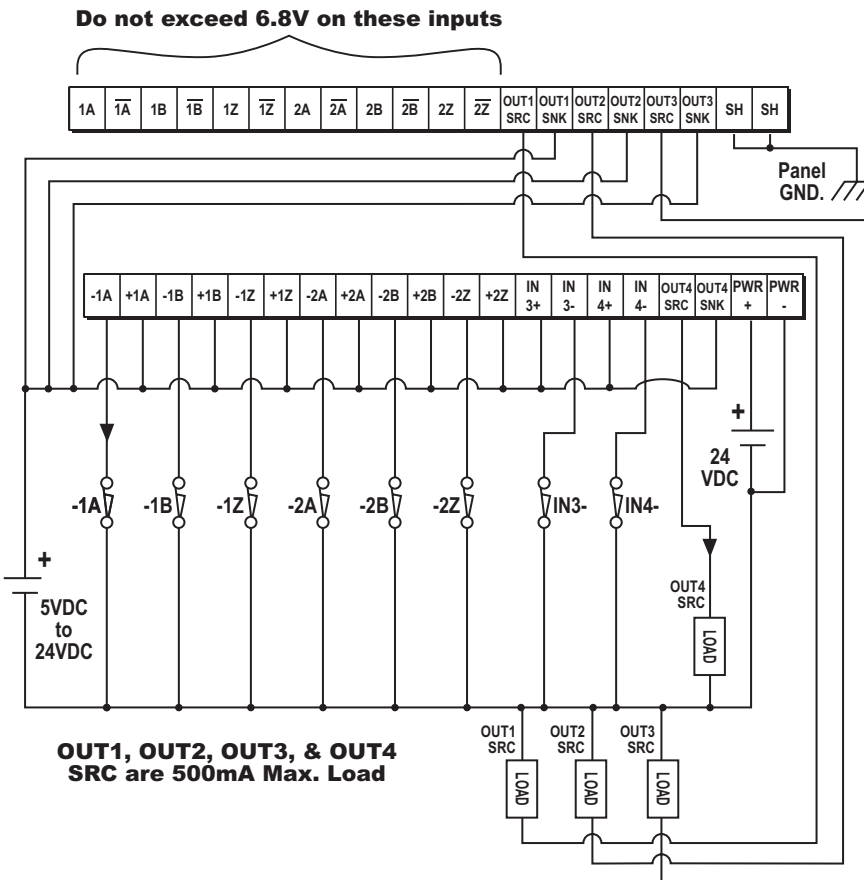 Do not exceed 6.8V on these inputs
1A 1A̅ 1B 1B̅ 1Z 1Z̅ 2A 2A̅ 2B 2B̅ 2Z 2Z̅ OUT1 SRC OUT1 SNK OUT2 SRC OUT2 SNK OUT3 SRC OUT3 SNK SH SH
Panel
GND.
-1A +1A -1B +1B -1Z +1Z -2A +2A -2B +2B -2Z +2Z IN 3+ IN 3- IN 4+ IN 4- OUT4 SRC OUT4 SNK PWR + PWR -
+
24
VDC
-1A -1B -1Z -2A -2B -2Z IN3- IN4-
+
5VDC
to
24VDC
OUT4
SRC
LOAD
OUT1, OUT2, OUT3, & OUT4
SRC are 500mA Max. Load
OUT1
SRC
LOAD
OUT2
SRC
LOAD
OUT3
SRC
LOAD